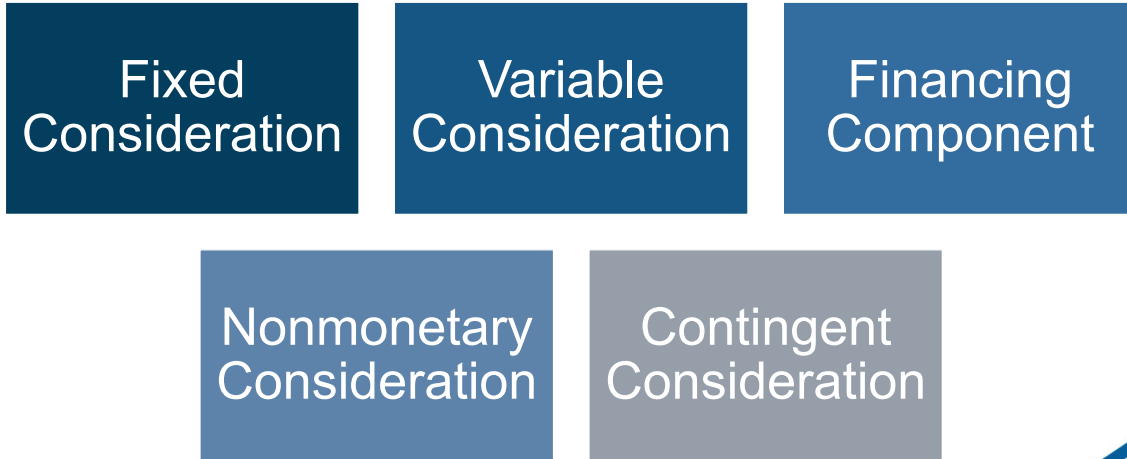 Fixed
Consideration
Variable
Consideration
Financing
Component
Nonmonetary
Consideration
Contingent
Consideration